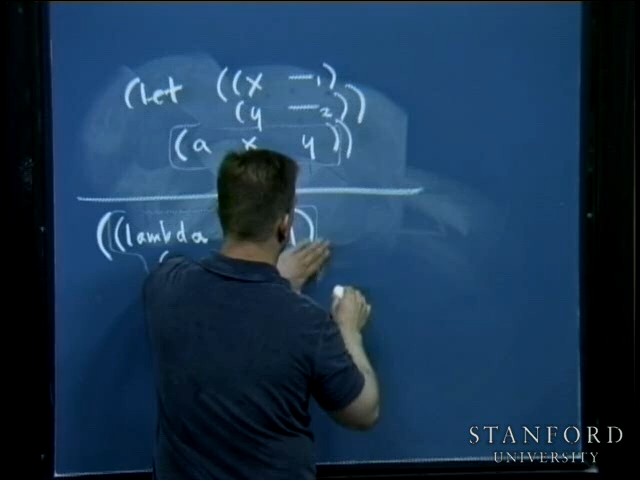 (let ((x —1)
(y —2))
(a x y))
((lambda
STANFORD
UNIVERSITY